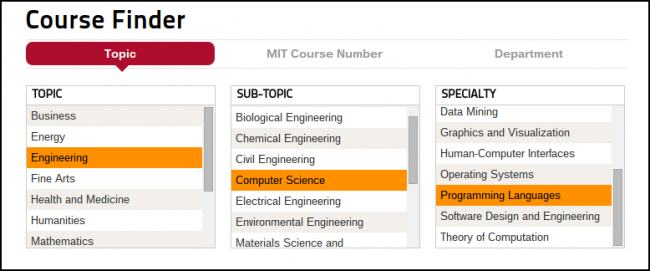 Course Finder
Topic
MIT Course Number
Department
TOPIC
Business
Energy
Engineering
Fine Arts
Health and Medicine
Humanities
Mathematics
SUB-TOPIC
Biological Engineering
Chemical Engineering
Civil Engineering
Computer Science
Electrical Engineering
Environmental Engineering
Materials Science and
SPECIALTY
Data Mining
Graphics and Visualization
Human-Computer Interfaces
Operating Systems
Programming Languages
Software Design and Engineering
Theory of Computation